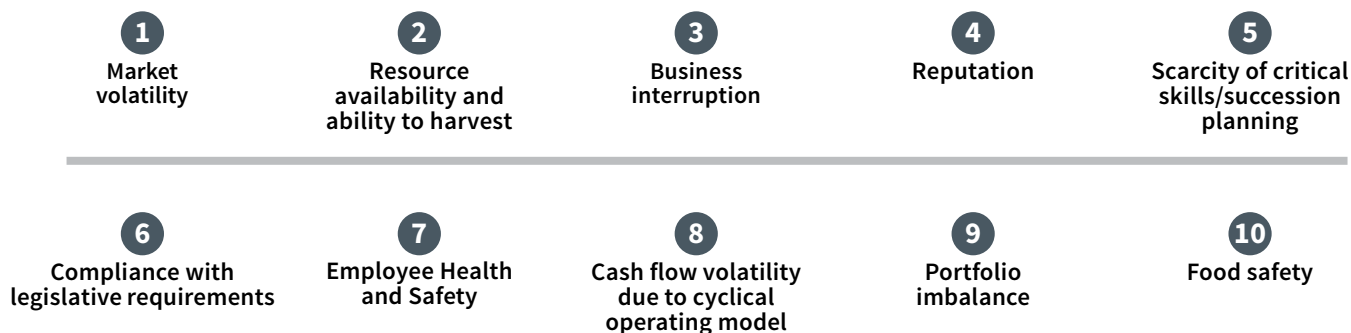 1
Market
volatility
2
Resource
availability and
ability to harvest
3
Business
interruption
4
Reputation
5
Scarcity of critical
skills/succession
planning
6
Compliance with
legislative requirements
7
Employee Health
and Safety
8
Cash flow volatility
due to cyclical
operating model
9
Portfolio
imbalance
10
Food safety